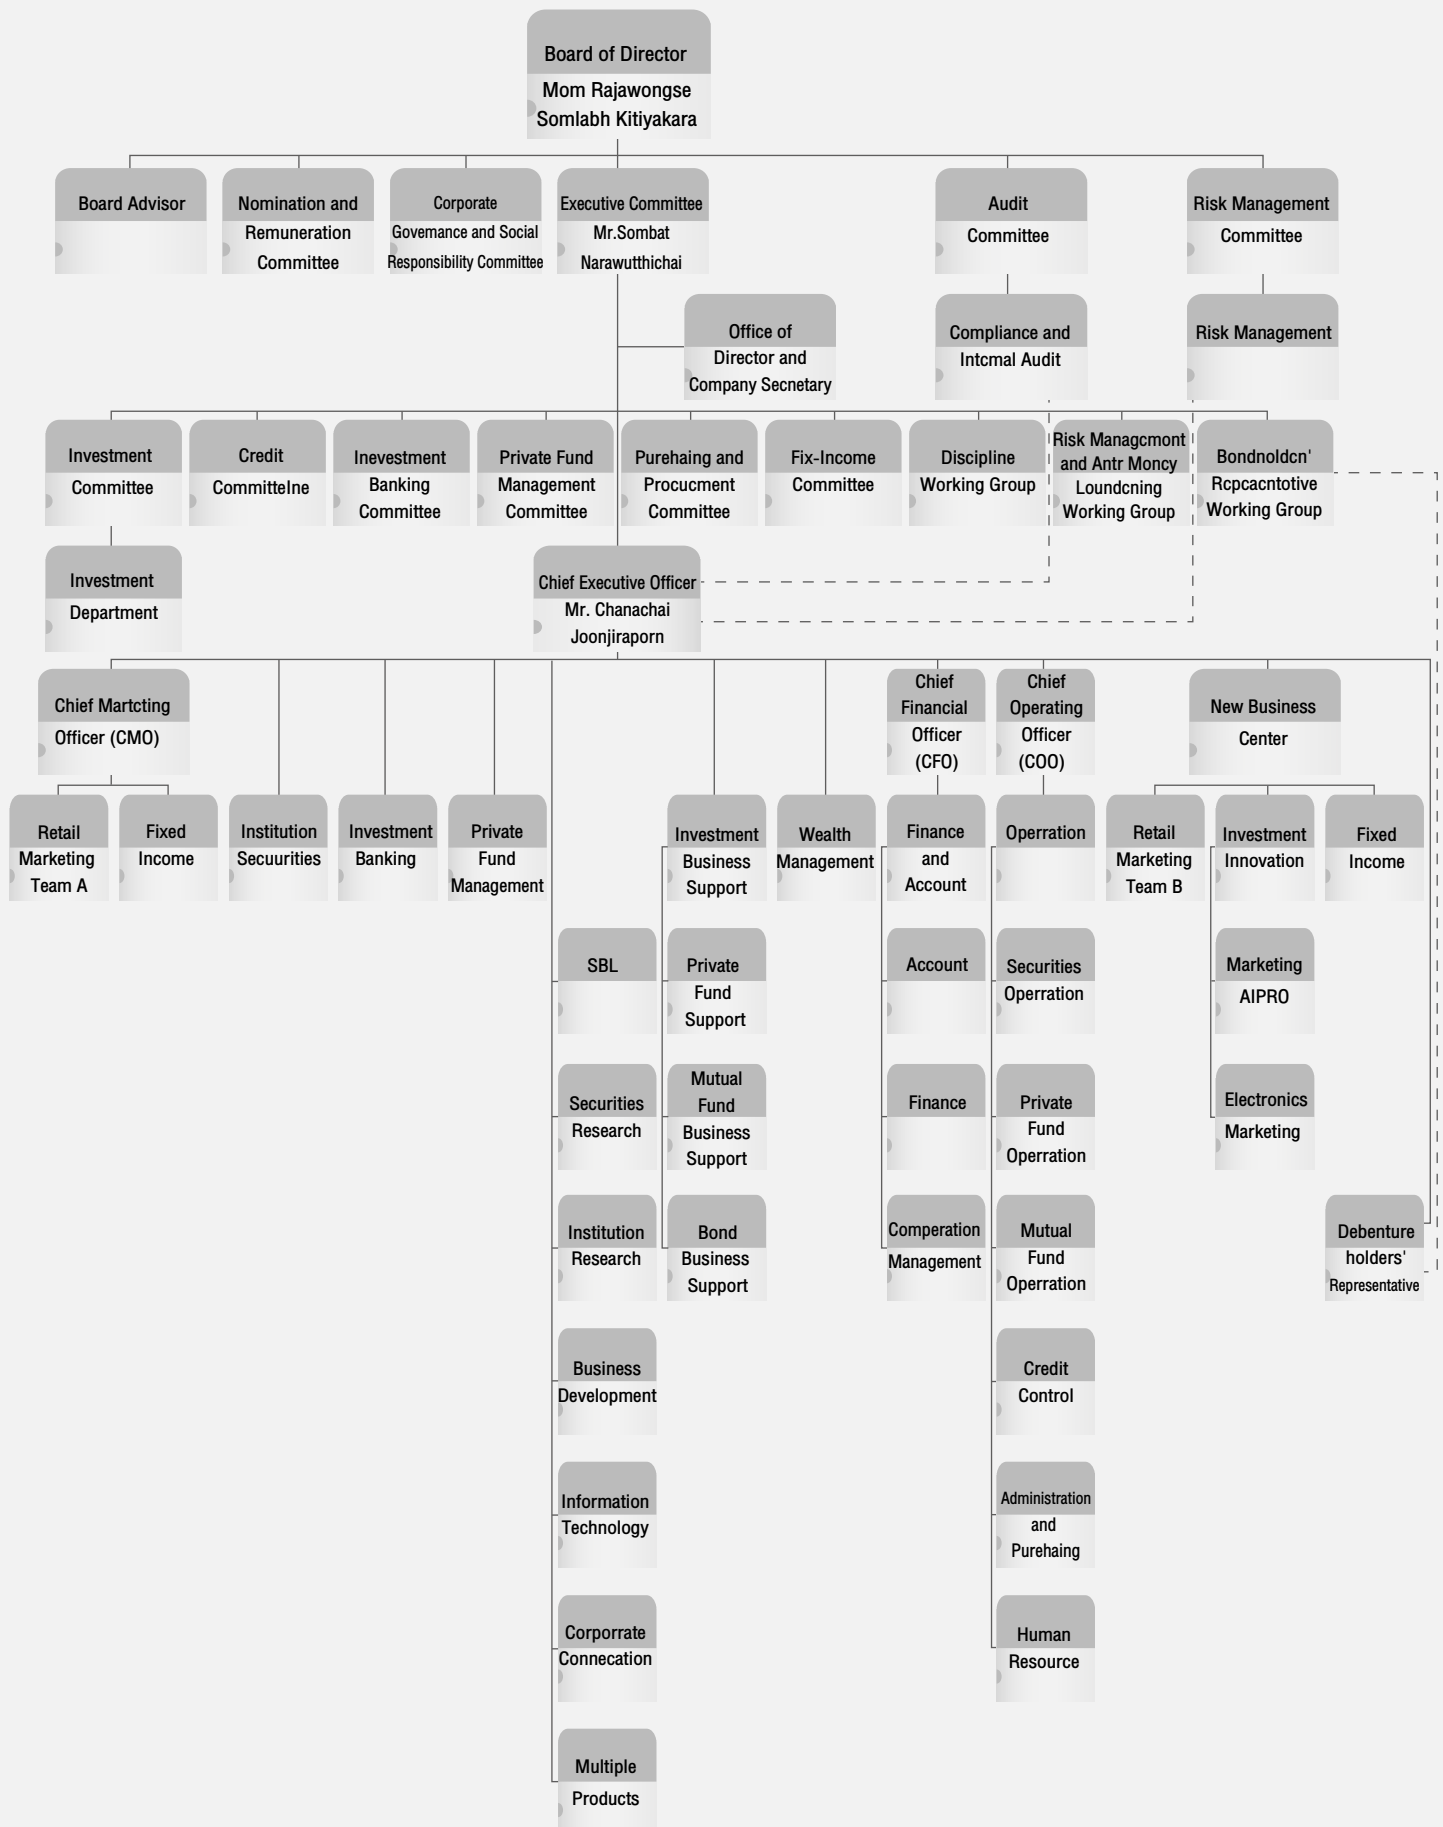 Board of Director
Mom Rajawongse
Somlabh Kitiyakara
Board Advisor
Nomination and
Remuneration
Committee
Corporate
Govemance and Social
Responsibility Committee
Executive Committee
Mr.Sombat
Narawutthichai
Audit
Committee
Risk Management
Committee
Office of
Director and
Company Secnetary
Compliance and
Intcmal Audit
Risk Management
Investment
Committee
Credit
Committelne
Inevestment
Banking
Committee
Private Fund
Management
Committee
Purehaing and
Procucment
Committee
Fix-Income
Committee
Discipline
Working Group
Risk Managcmont
and Antr Moncy
Loundcning
Working Group
Bondnoldcn'
Rcpcacntotive
Working Group
Investment
Department
Chief Executive Officer
Mr. Chanachai
Joonjiraporn
Chief Martcting
Officer (CMO)
Chief
Financial
Officer
(CFO)
Chief
Operating
Officer
(COO)
New Business
Center
Retail
Marketing
Team A
Fixed
Income
Institution
Secuurities
Investment
Banking
Private
Fund
Management
Investment
Business
Support
Wealth
Management
Finance
and
Account
Operration
Retail
Marketing
Team B
Investment
Innovation
Fixed
Income
SBL
Private
Fund
Support
Account
Securities
Operration
Marketing
AIPRO
Securities
Research
Mutual
Fund
Business
Support
Finance
Private
Fund
Operration
Electronics
Marketing
Institution
Research
Bond
Business
Support
Comperation
Management
Mutual
Fund
Operration
Debenture
holders'
Representative
Business
Development
Credit
Control
Information
Technology
Administration
and
Purehaing
Corporrate
Connecation
Human
Resource
Multiple
Products